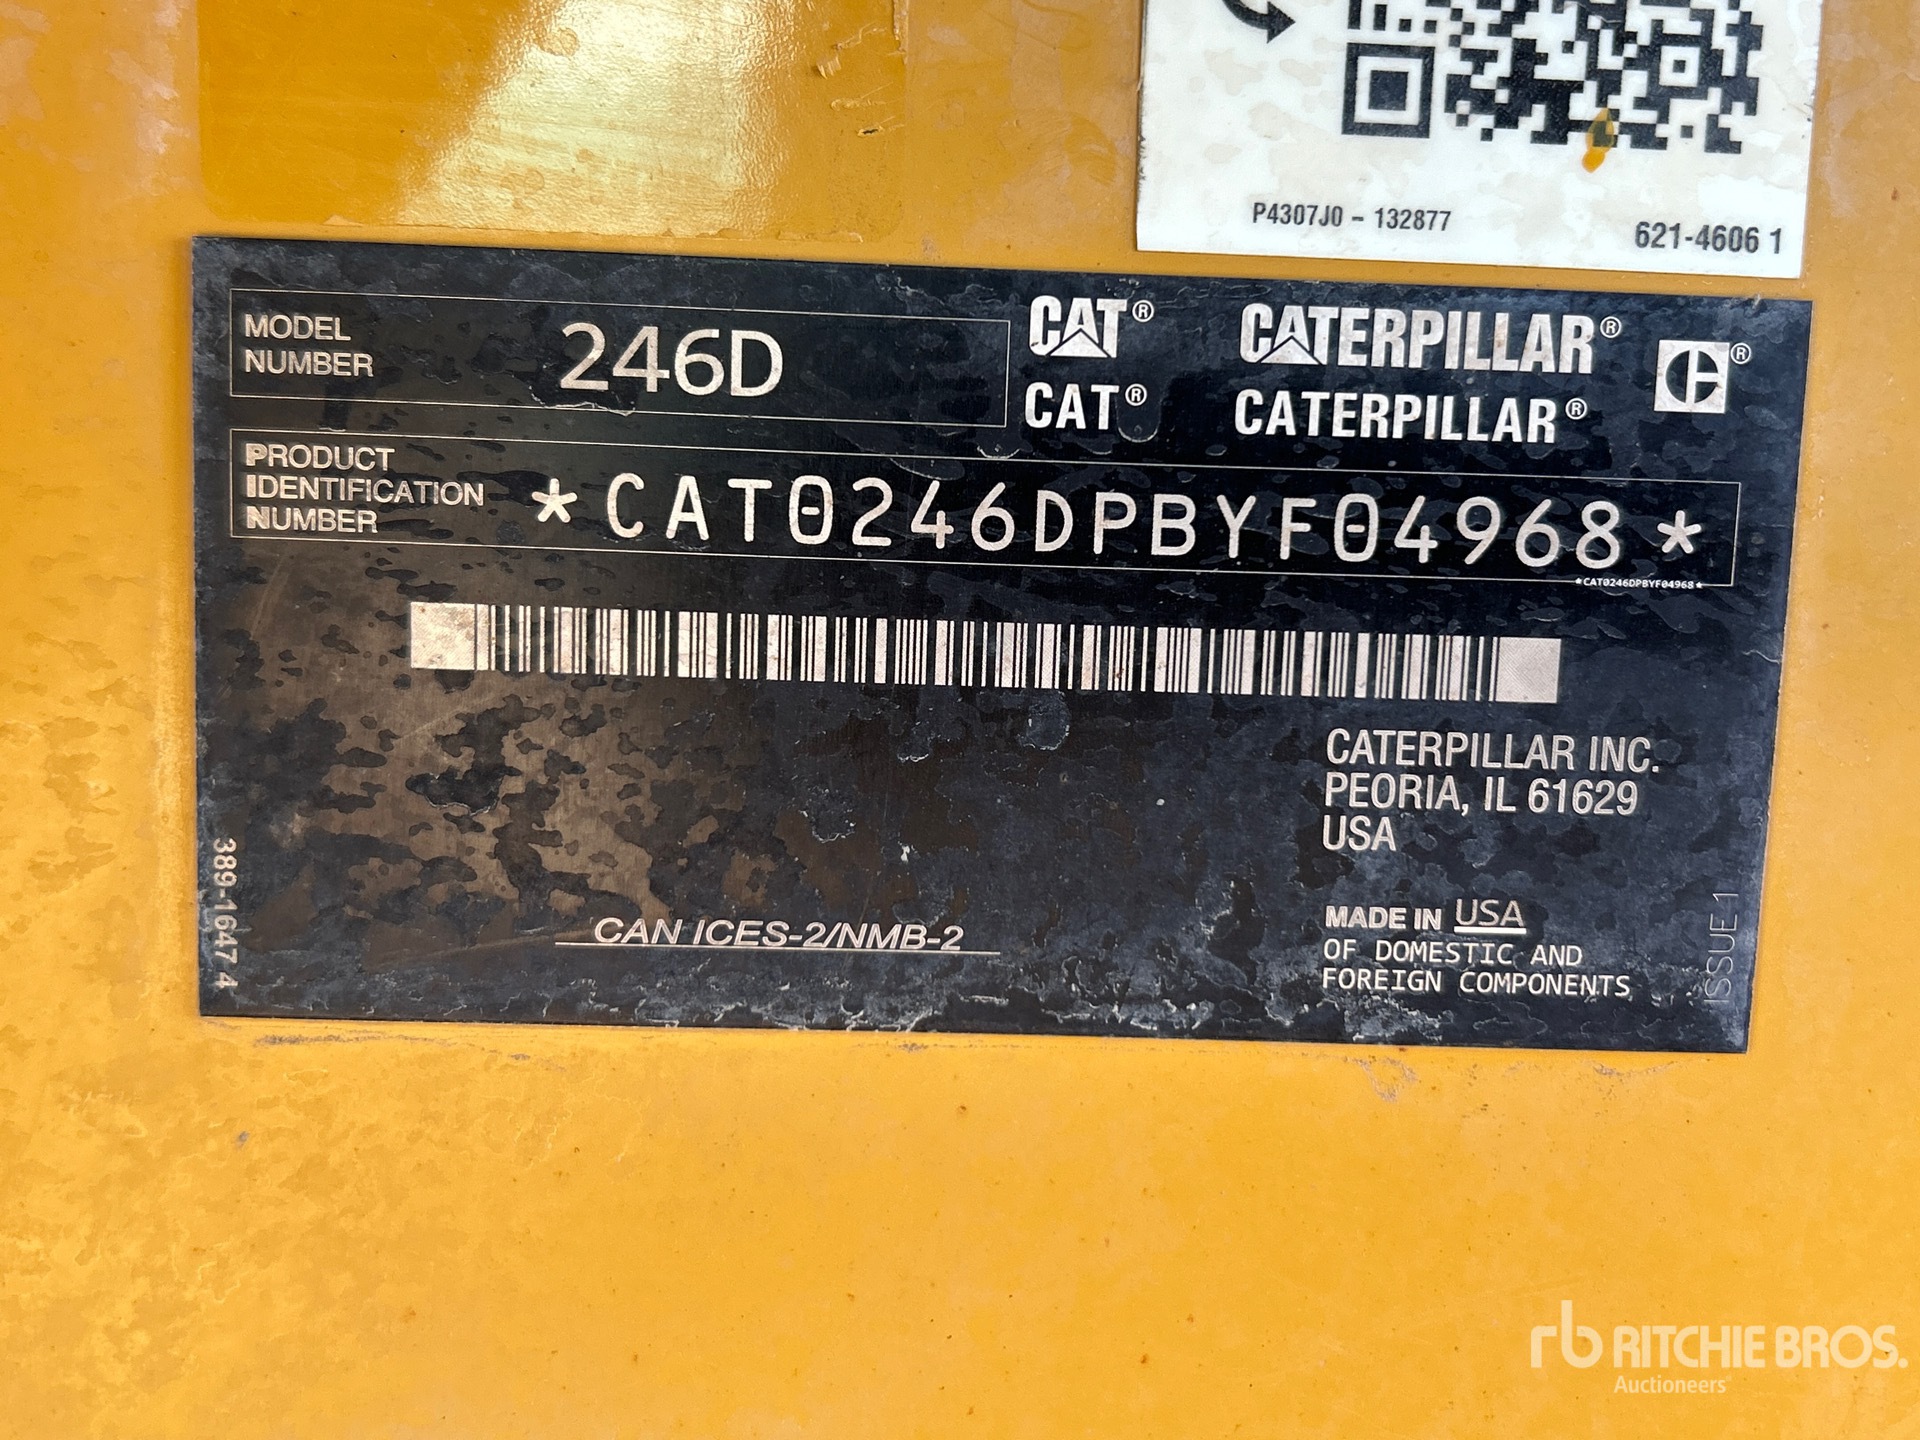 P4307J0 - 132877
621-4606 1
MODEL
NUMBER
246D
CAT® CATERPILLAR® C®
CAT® CATERPILLAR®
PRODUCT
IDENTIFICATION
NUMBER
*CAT0246DPBYF04968*
*CAT0246DPBYF04968*
CATERPILLAR INC.
PEORIA, IL 61629
USA
389-1647 4
CAN ICES-2/NMB-2
MADE IN USA
OF DOMESTIC AND
FOREIGN COMPONENTS
ISSUE 1
rb RITCHIE BROS.
Auctioneers